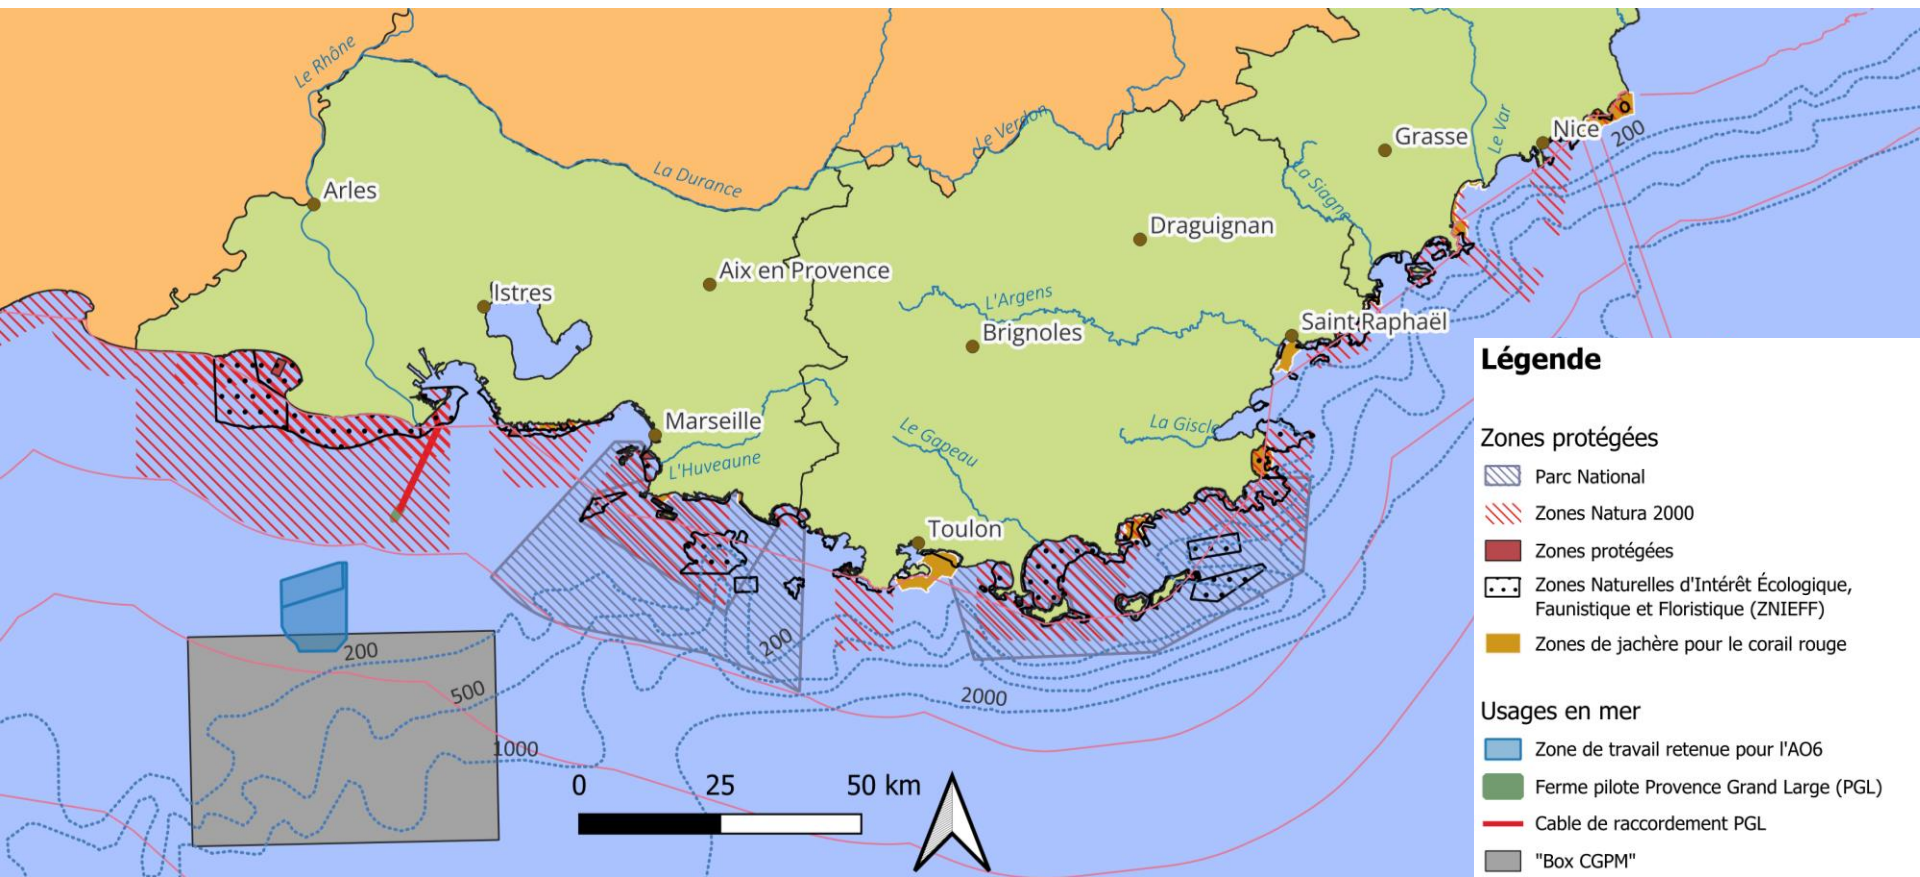 Le Rhône
Le Verdon
Grasse
Le Var
Nice
200
La Durance
Arles
La Siagne
Draguignan
Aix en Provence
Istres
L'Argens
Saint Raphaël
Brignoles
Marseille
Le Gapeau
La Giscle
L'Huveaune
Toulon
200
200
500
2000
1000
0 25 50 km
Légende
Zones protégées
Parc National
Zones Natura 2000
Zones protégées
Zones Naturelles d'Intérêt Écologique,
Faunistique et Floristique (ZNIEFF)
Zones de jachère pour le corail rouge
Usages en mer
Zone de travail retenue pour l'AO6
Ferme pilote Provence Grand Large (PGL)
Cable de raccordement PGL
"Box CGPM"